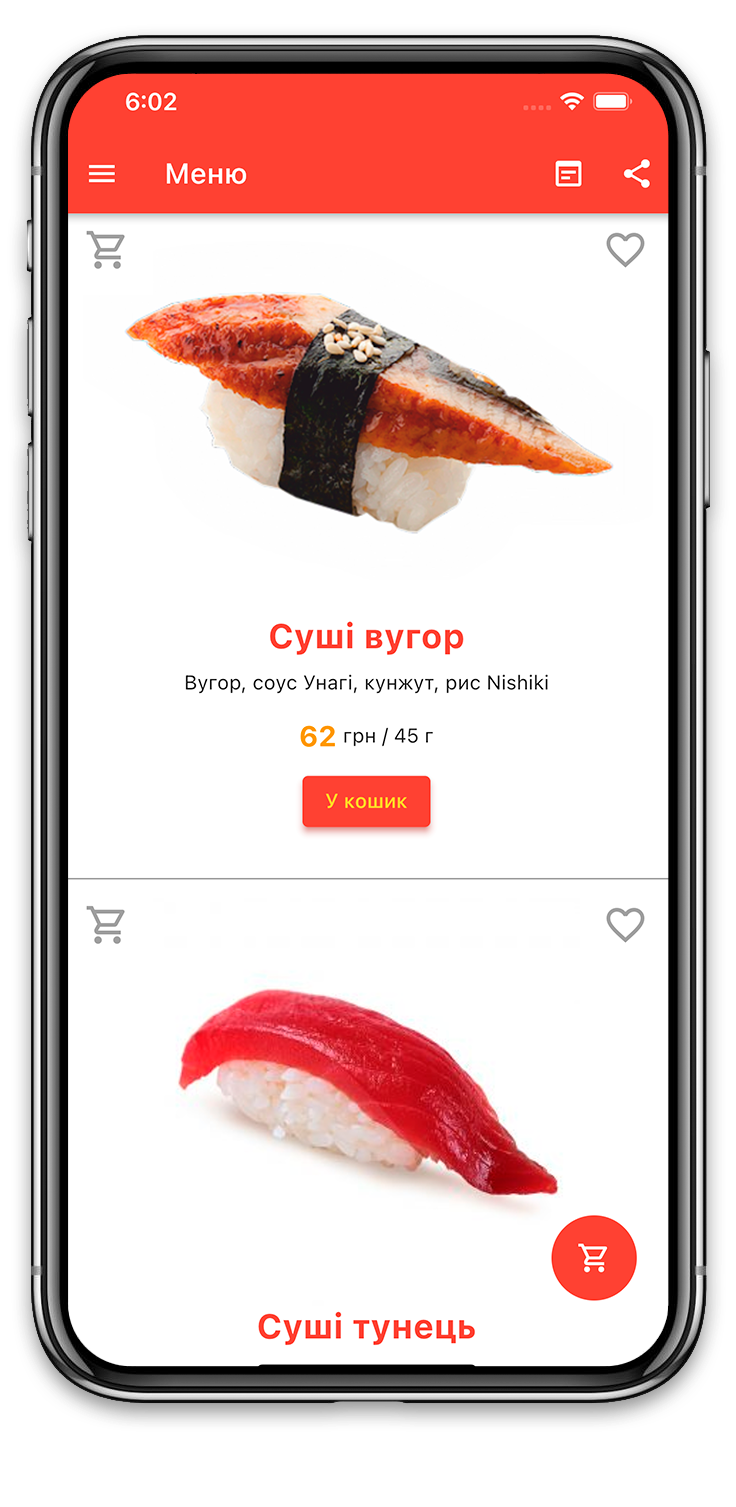 6:02
Меню
Суші вугор
Вугор, соус Унагі, кунжут, рис Nishiki
62 грн / 45 г
У кошик
Суші тунець